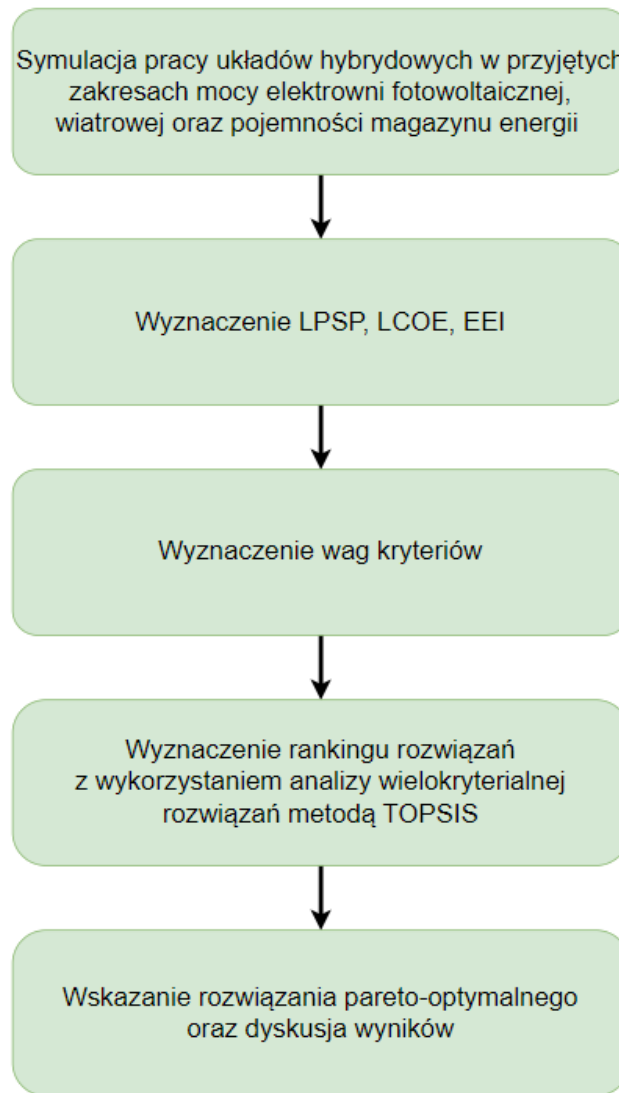 Symulacja pracy układów hybrydowych w przyjętych
zakresach mocy elektrowni fotowoltaicznej,
wiatrowej oraz pojemności magazynu energii
Wyznaczenie LPSP, LCOE, EEI
Wyznaczenie wag kryteriów
Wyznaczenie rankingu rozwiązań
z wykorzystaniem analizy wielokryterialnej
rozwiązań metodą TOPSIS
Wskazanie rozwiązania pareto-optymalnego
oraz dyskusja wyników